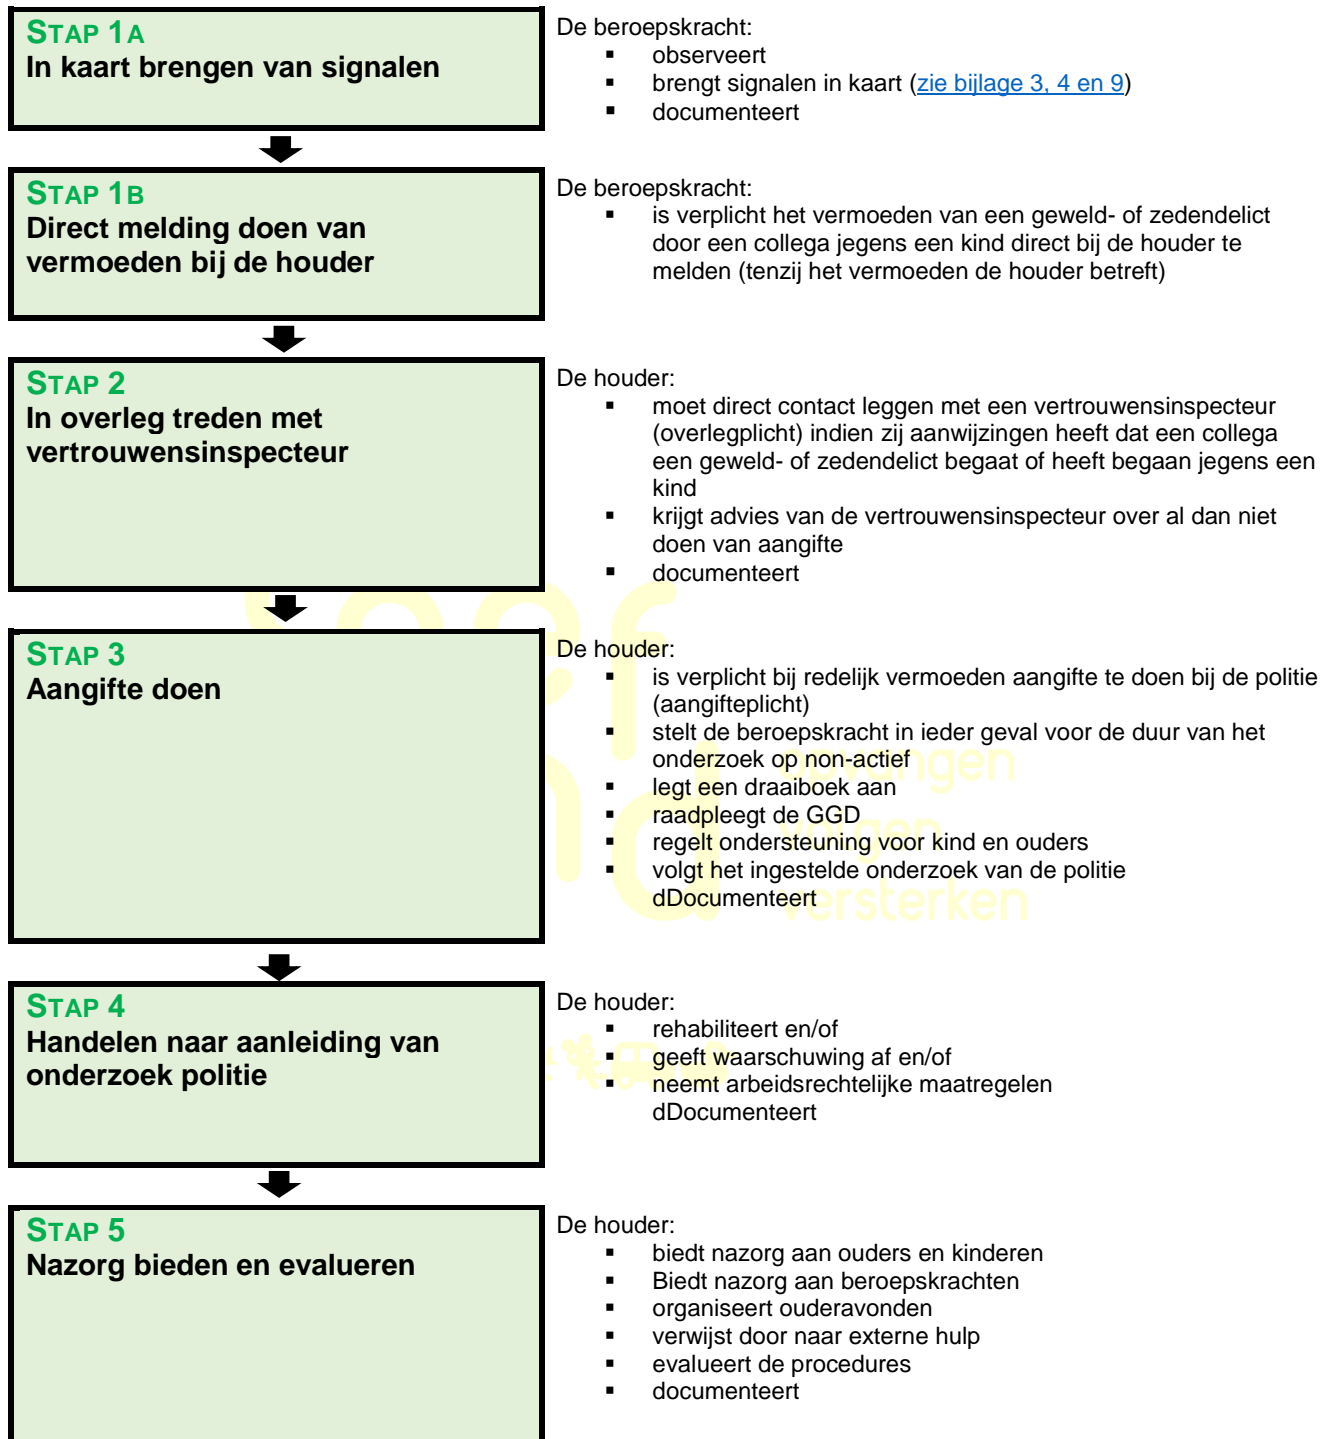 STAP 1A
In kaart brengen van signalen
De beroepskracht:
▪ observeert
▪ brengt signalen in kaart (zie bijlage 3, 4 en 9)
▪ documenteert
STAP 1B
Direct melding doen van
vermoeden bij de houder
De beroepskracht:
▪ is verplicht het vermoeden van een geweld- of zedendelict
door een collega jegens een kind direct bij de houder te
melden (tenzij het vermoeden de houder betreft)
STAP 2
In overleg treden met
vertrouwensinspecteur
De houder:
▪ moet direct contact leggen met een vertrouwensinspecteur
(overlegplicht) indien zij aanwijzingen heeft dat een collega
een geweld- of zedendelict begaat of heeft begaan jegens een
kind
▪ krijgt advies van de vertrouwensinspecteur over al dan niet
doen van aangifte
▪ documenteert
STAP 3
Aangifte doen
De houder:
▪ is verplicht bij redelijk vermoeden aangifte te doen bij de politie
(aangifteplicht)
▪ stelt de beroepskracht in ieder geval voor de duur van het
onderzoek op non-actief
▪ legt een draaiboek aan
▪ raadpleegt de GGD
▪ regelt ondersteuning voor kind en ouders
▪ volgt het ingestelde onderzoek van de politie
dDocumenteert
opvangen
volgen
versterken
STAP 4
Handelen naar aanleiding van
onderzoek politie
De houder:
▪ rehabiliteert en/of
▪ geeft waarschuwing af en/of
▪ neemt arbeidsrechtelijke maatregelen
dDocumenteert
STAP 5
Nazorg bieden en evalueren
De houder:
▪ biedt nazorg aan ouders en kinderen
▪ Biedt nazorg aan beroepskrachten
▪ organiseert ouderavonden
▪ verwijst door naar externe hulp
▪ evalueert de procedures
▪ documenteert